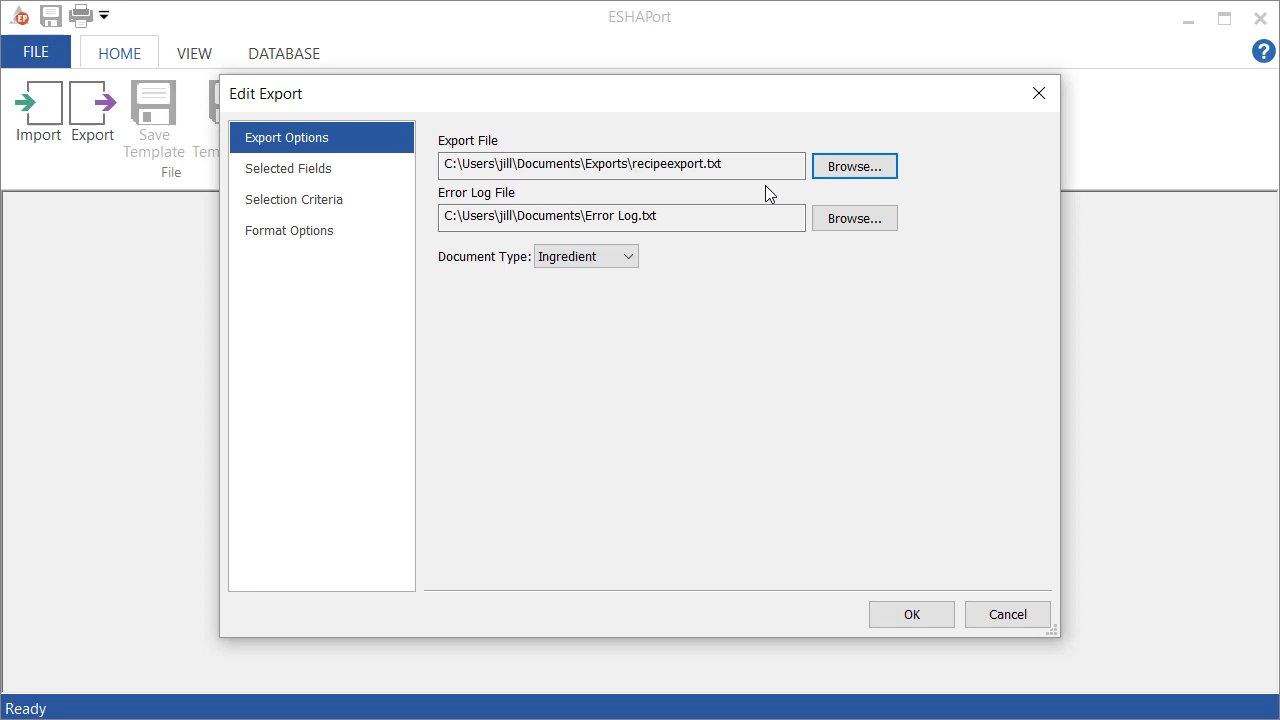 ESHAPort
FILE HOME VIEW DATABASE
Import Export Save Template Tem
File
Edit Export
Export Options
Selected Fields
Selection Criteria
Format Options
Export File
C:\Users\jill\Documents\Exports\recipeexport.txt
Browse...
Error Log File
C:\Users\jill\Documents\Error Log.txt
Browse...
Document Type: Ingredient
OK Cancel
Ready